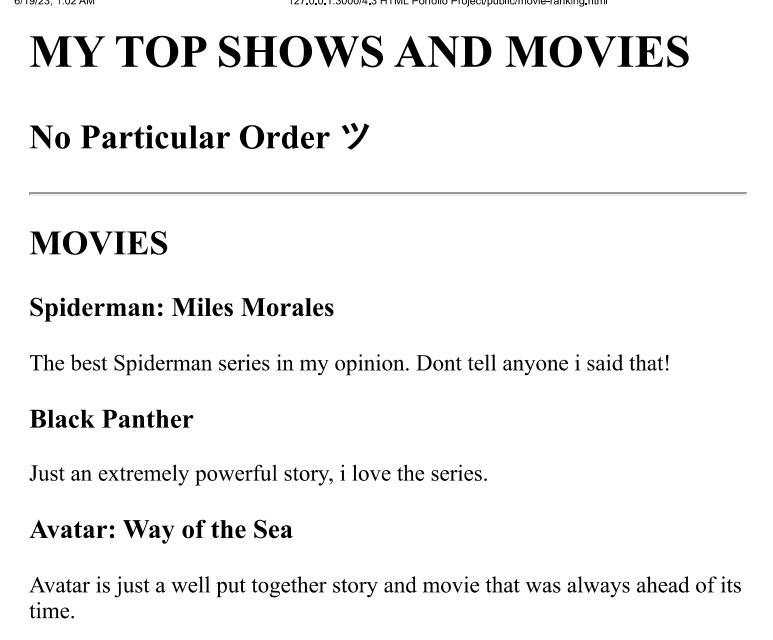 6/19/23, 1:02 AM 127.0.0.1:3000/4.3 HTML Porfolio Project/public/movie-ranking.html
MY TOP SHOWS AND MOVIES
No Particular Order ツ
MOVIES
Spiderman: Miles Morales
The best Spiderman series in my opinion. Dont tell anyone i said that!
Black Panther
Just an extremely powerful story, i love the series.
Avatar: Way of the Sea
Avatar is just a well put together story and movie that was always ahead of its
time.